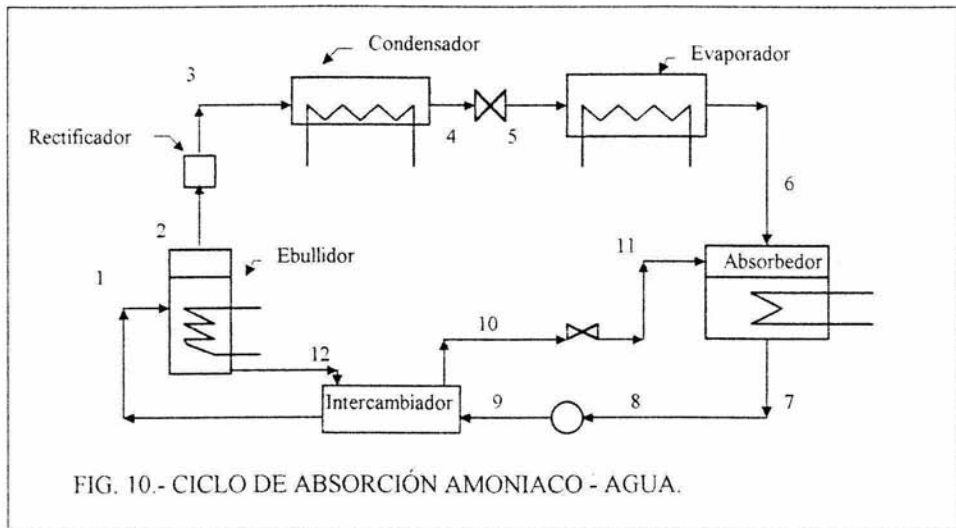 Condensador
Evaporador
3
4
5
Rectificador
6
2
Ebullidor
11
Absorbedor
1
10
12
Intercambiador
9
8
7
FIG. 10.- CICLO DE ABSORCIÓN AMONIACO - AGUA.